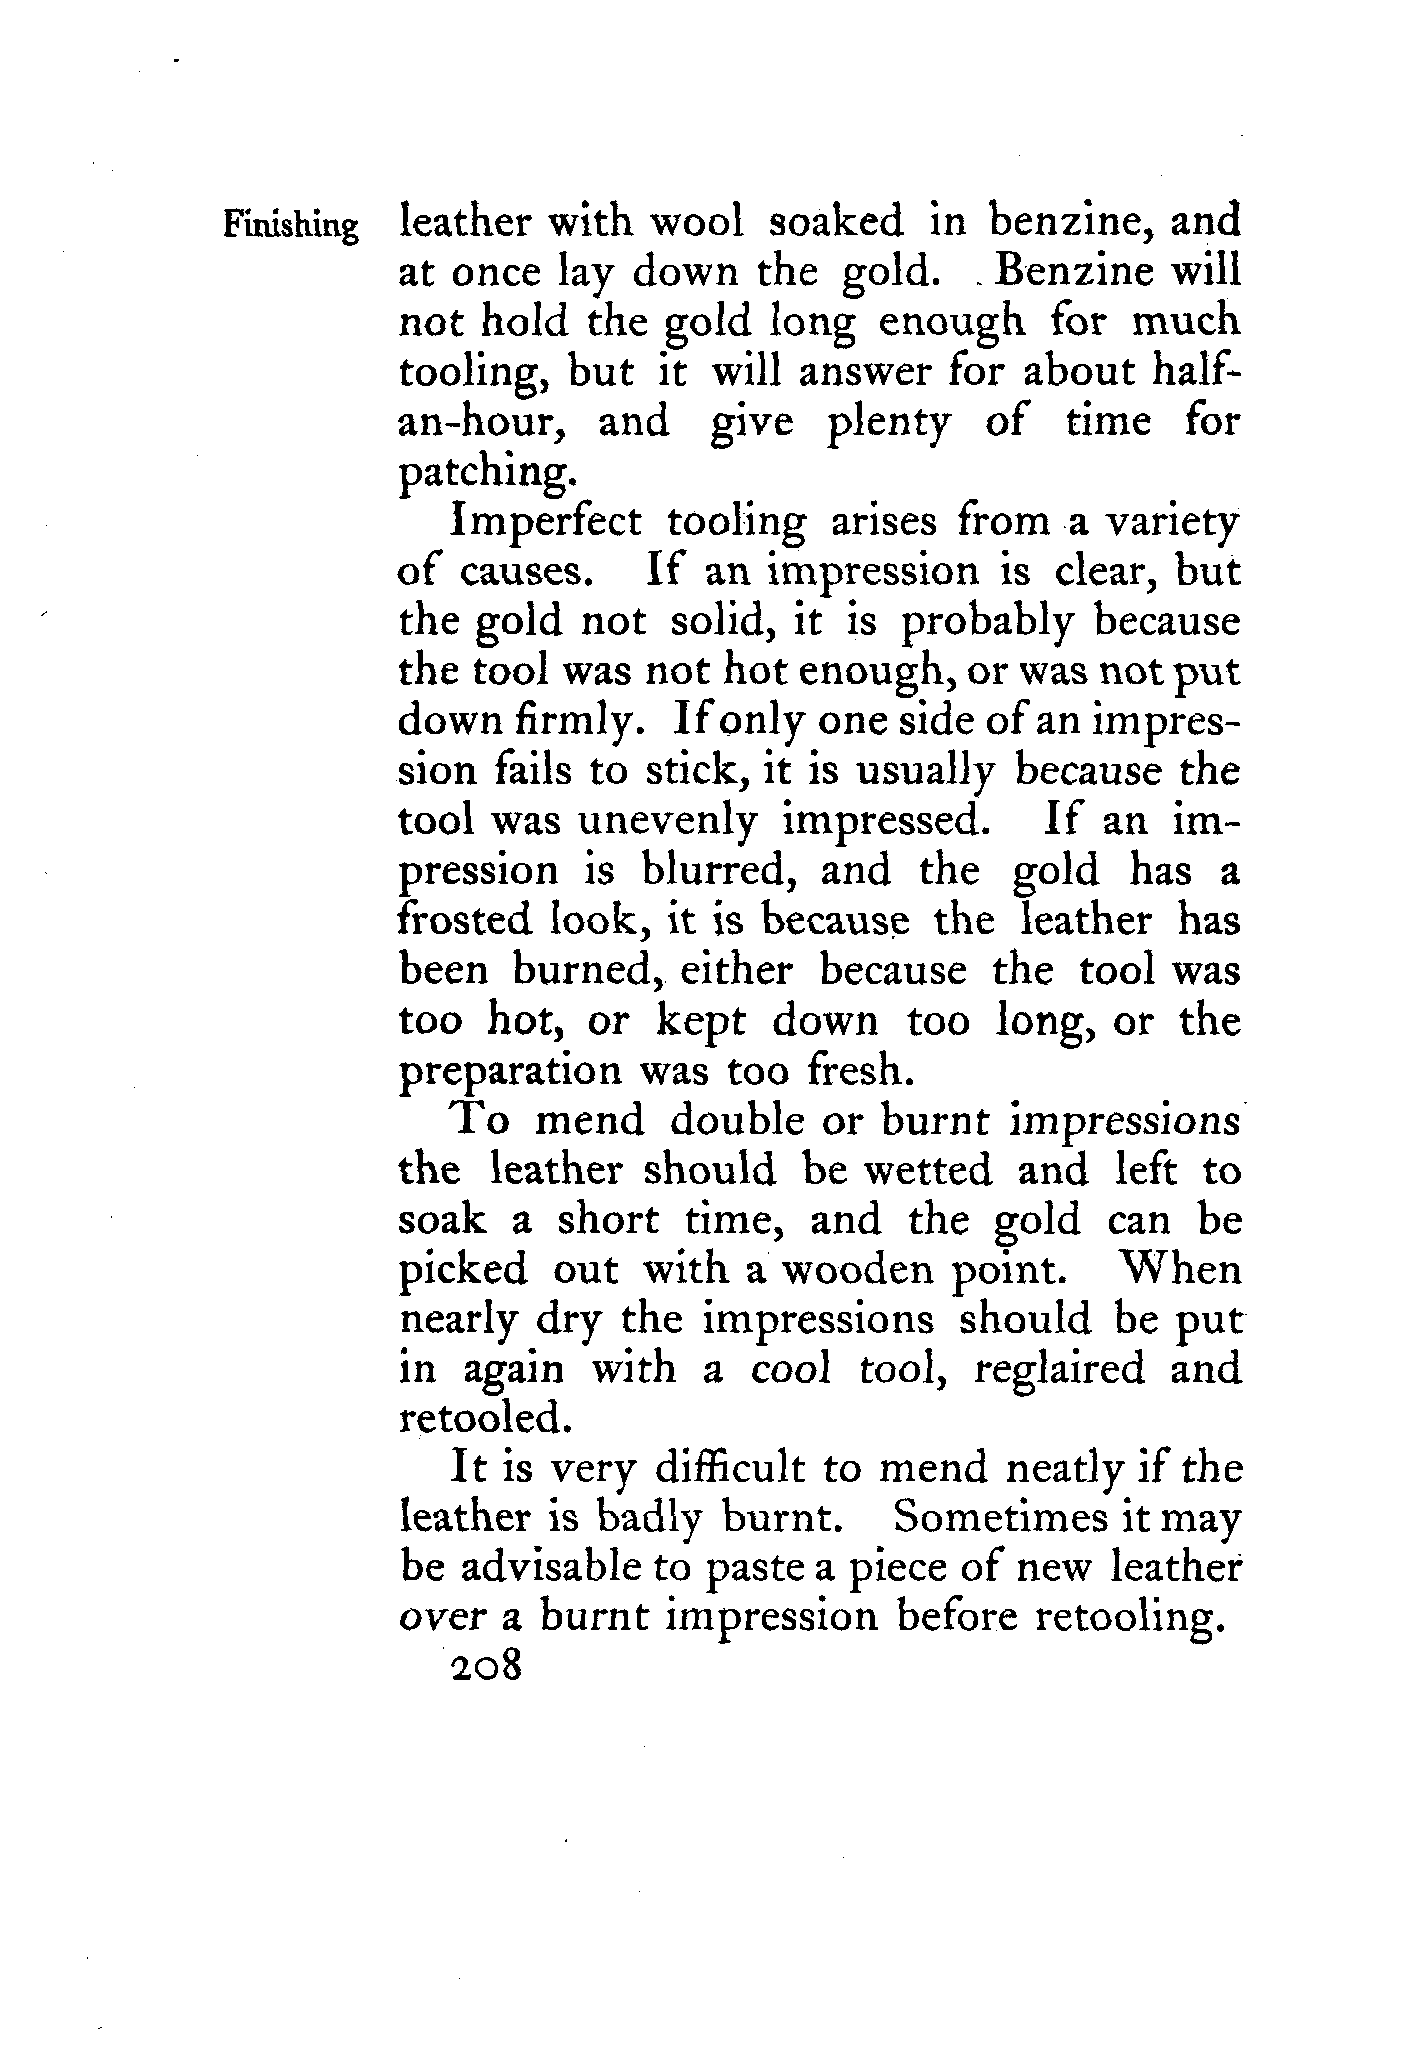 Finishing leather with wool soaked in benzine, and
at once lay down the gold. Benzine will
not hold the gold long enough for much
tooling, but it will answer for about half-
an-hour, and give plenty of time for
patching.
Imperfect tooling arises from a variety
of causes. If an impression is clear, but
the gold not solid, it is probably because
the tool was not hot enough, or was not put
down firmly. If only one side of an impres-
sion fails to stick, it is usually because the
tool was unevenly impressed. If an im-
pression is blurred, and the gold has a
frosted look, it is because the leather has
been burned, either because the tool was
too hot, or kept down too long, or the
preparation was too fresh.
To mend double or burnt impressions
the leather should be wetted and left to
soak a short time, and the gold can be
picked out with a wooden point. When
nearly dry the impressions should be put
in again with a cool tool, reglaired and
retooled.
It is very difficult to mend neatly if the
leather is badly burnt. Sometimes it may
be advisable to paste a piece of new leather
over a burnt impression before retooling.
208